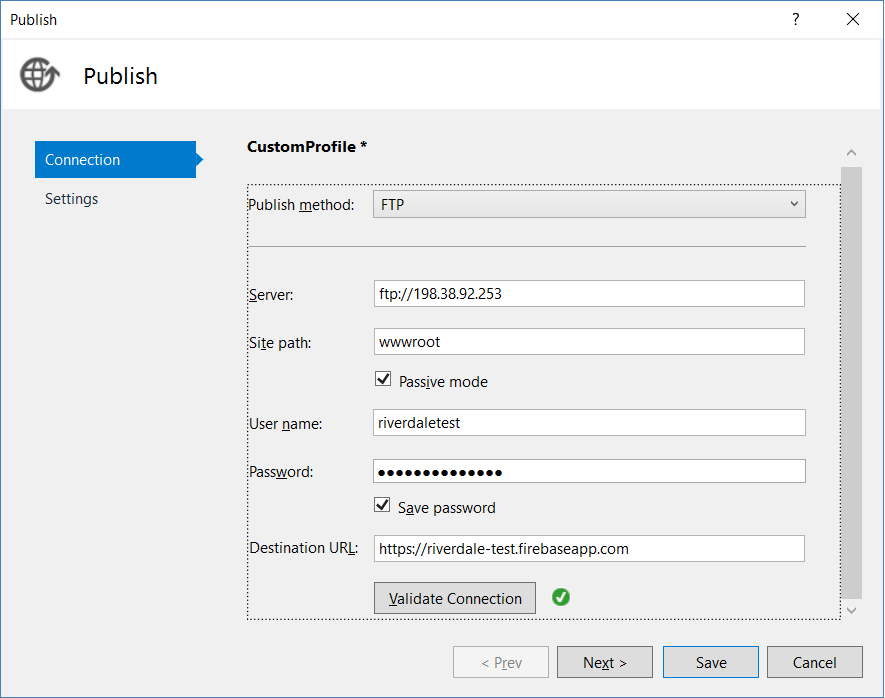 Publish
?
Publish
Connection
Settings
CustomProfile *
Publish method: FTP
Server: ftp://198.38.92.253
Site path: wwwroot
Passive mode
User name: riverdaletest
Password: ●●●●●●●●●●●●●●
Save password
Destination URL: https://riverdale-test.firebaseapp.com
Validate Connection
< Prev Next > Save Cancel